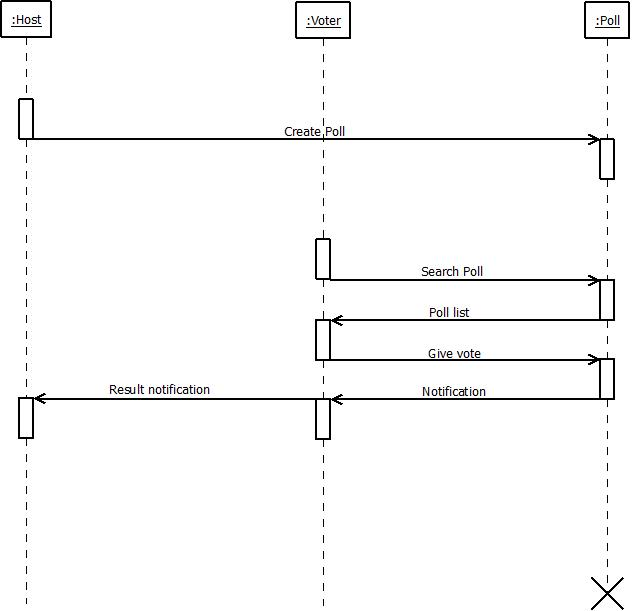 :Host
:Voter
:Poll
Create Poll
Search Poll
Poll list
Give vote
Result notification
Notification